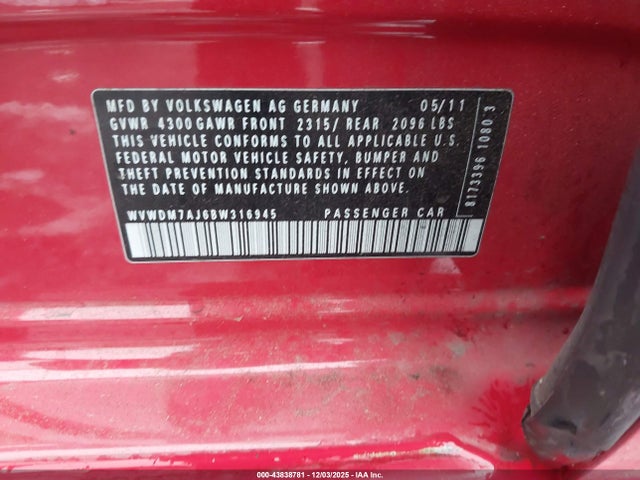 MFD BY VOLKSWAGEN AG GERMANY 05/11
GVWR 4300 GAWR FRONT 2315/ REAR 2096 LBS
THIS VEHICLE CONFORMS TO ALL APPLICABLE U.S.
FEDERAL MOTOR VEHICLE SAFETY, BUMPER AND
THEFT PREVENTION STANDARDS IN EFFECT ON
THE DATE OF MANUFACTURE SHOWN ABOVE.
WVWDM7AJ6BW316945 PASSENGER CAR
8173396 1080 3
000-43838781 - 12/03/2025 - IAA Inc.